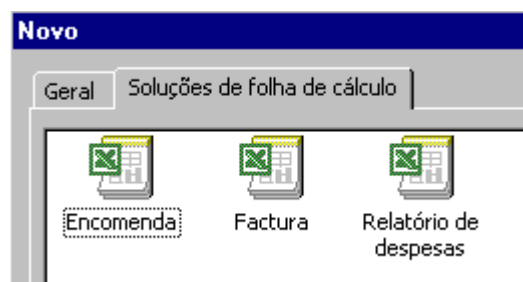 Novo
Geral Soluções de folha de cálculo
Encomenda Factura Relatório de
despesas